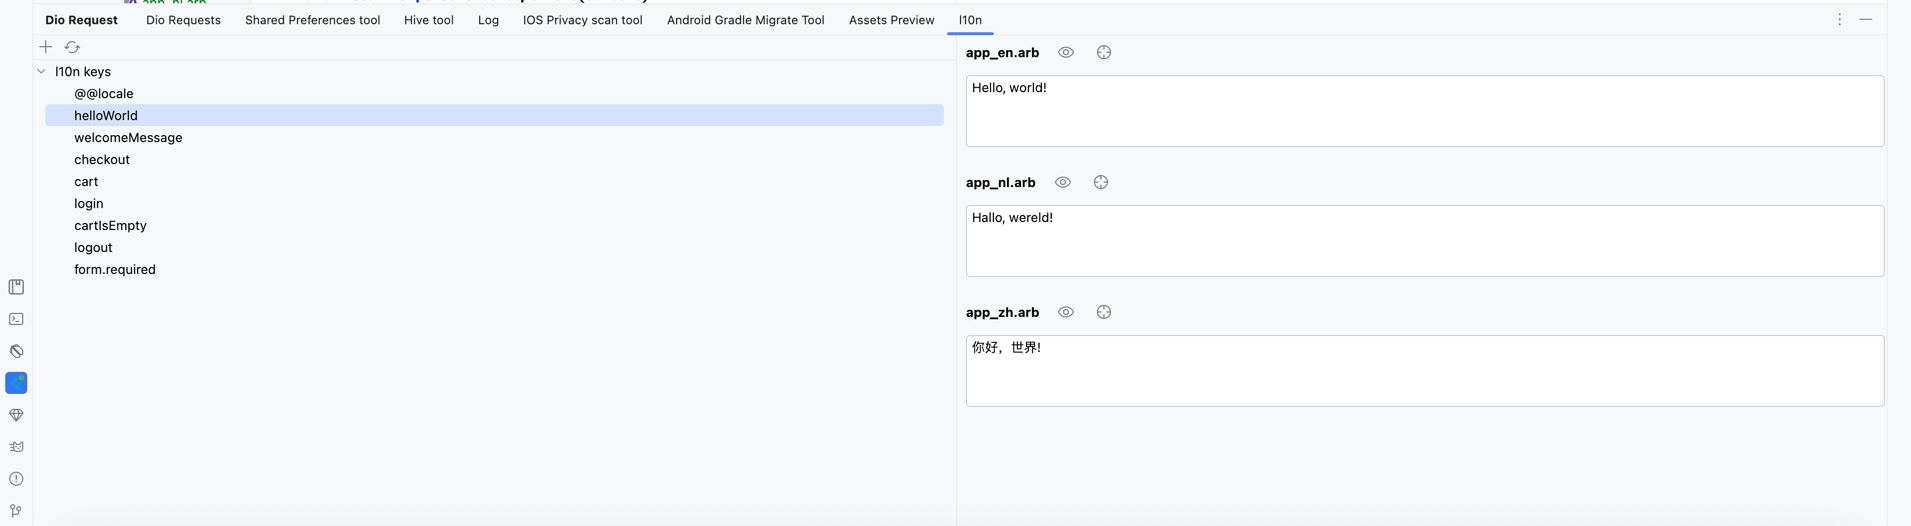 Dio Request Dio Requests Shared Preferences tool Hive tool Log IOS Privacy scan tool Android Gradle Migrate Tool Assets Preview l10n
l10n keys
@@locale
helloWorld
welcomeMessage
checkout
cart
login
cartIsEmpty
logout
form.required
app_en.arb
Hello, world!
app_nl.arb
Hallo, wereld!
app_zh.arb
你好，世界!